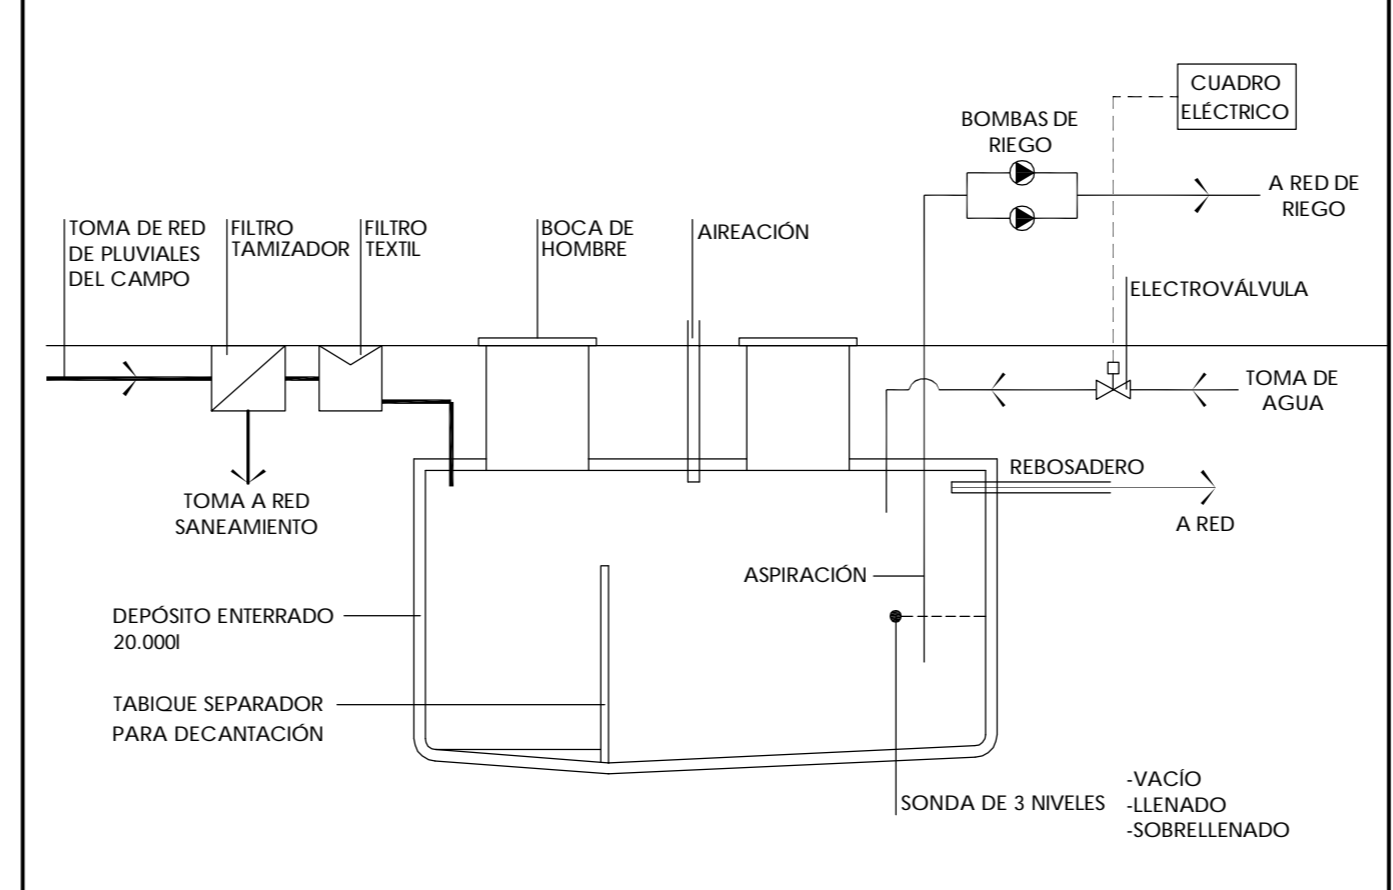 CUADRO
ELÉCTRICO
BOMBAS DE
RIEGO
A RED DE
RIEGO
TOMA DE RED
DE PLUVIALES
DEL CAMPO
FILTRO
TAMIZADOR
FILTRO
TEXTIL
BOCA DE
HOMBRE
AIREACIÓN
ELECTROVÁLVULA
TOMA DE
AGUA
REBOSADERO
A RED
TOMA A RED
SANEAMIENTO
ASPIRACIÓN
DEPÓSITO ENTERRADO
20.000l
TABIQUE SEPARADOR
PARA DECANTACIÓN
SONDA DE 3 NIVELES
-VACÍO
-LLENADO
-SOBRELLENADO